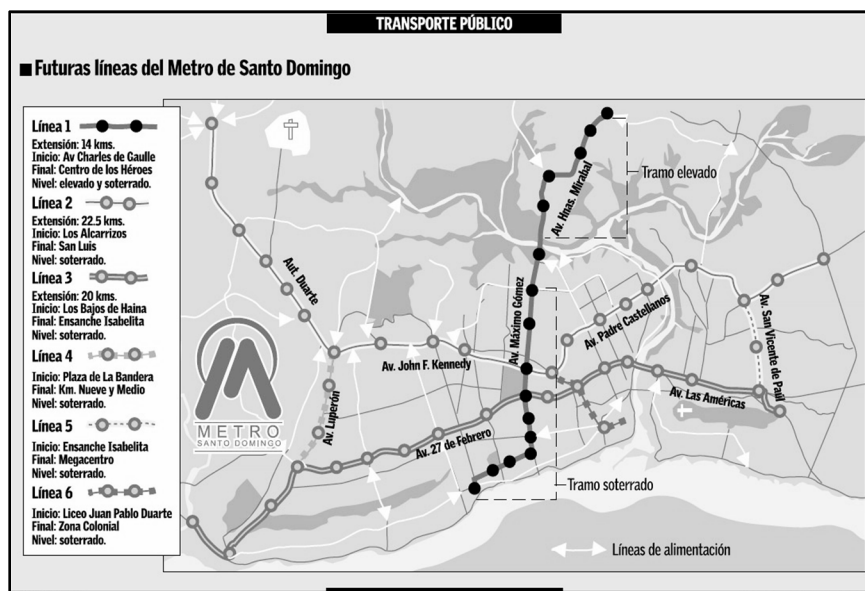 TRANSPORTE PÚBLICO
Futuras líneas del Metro de Santo Domingo
Línea 1
Extensión: 14 kms.
Inicio: Av Charles de Gaulle
Final: Centro de los Héroes
Nivel: elevado y soterrado.
Línea 2
Extensión: 22.5 kms.
Inicio: Los Alcarrizos
Final: San Luis
Nivel: soterrado.
Línea 3
Extensión: 20 kms.
Inicio: Los Bajos de Haina
Final: Ensanche Isabelita
Nivel: soterrado.
Línea 4
Inicio: Plaza de La Bandera
Final: Km. Nueve y Medio
Nivel: soterrado.
Línea 5
Inicio: Ensanche Isabelita
Final: Megacentro
Nivel: soterrado.
Línea 6
Inicio: Liceo Juan Pablo Duarte
Final: Zona Colonial
Nivel: soterrado.
Av. Hnas. Mirabal
Tramo elevado
Aut. Duarte
Av. Máximo Gómez
Av. Padre Castellanos
Av. San Vicente de Paúl
Av. John F. Kennedy
Av. Luperón
Av. Las Américas
Av. 27 de Febrero
METRO
SANTO DOMINGO
Tramo soterrado
Líneas de alimentación